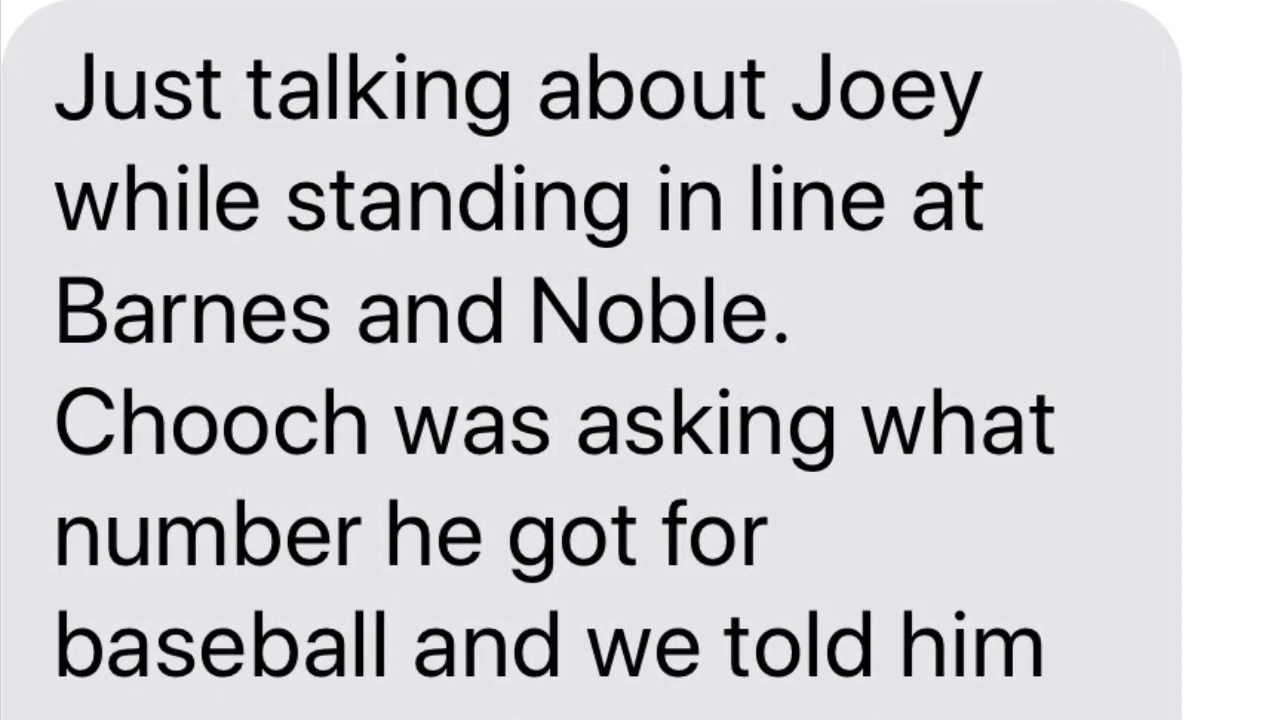 Just talking about Joey
while standing in line at
Barnes and Noble.
Chooch was asking what
number he got for
baseball and we told him